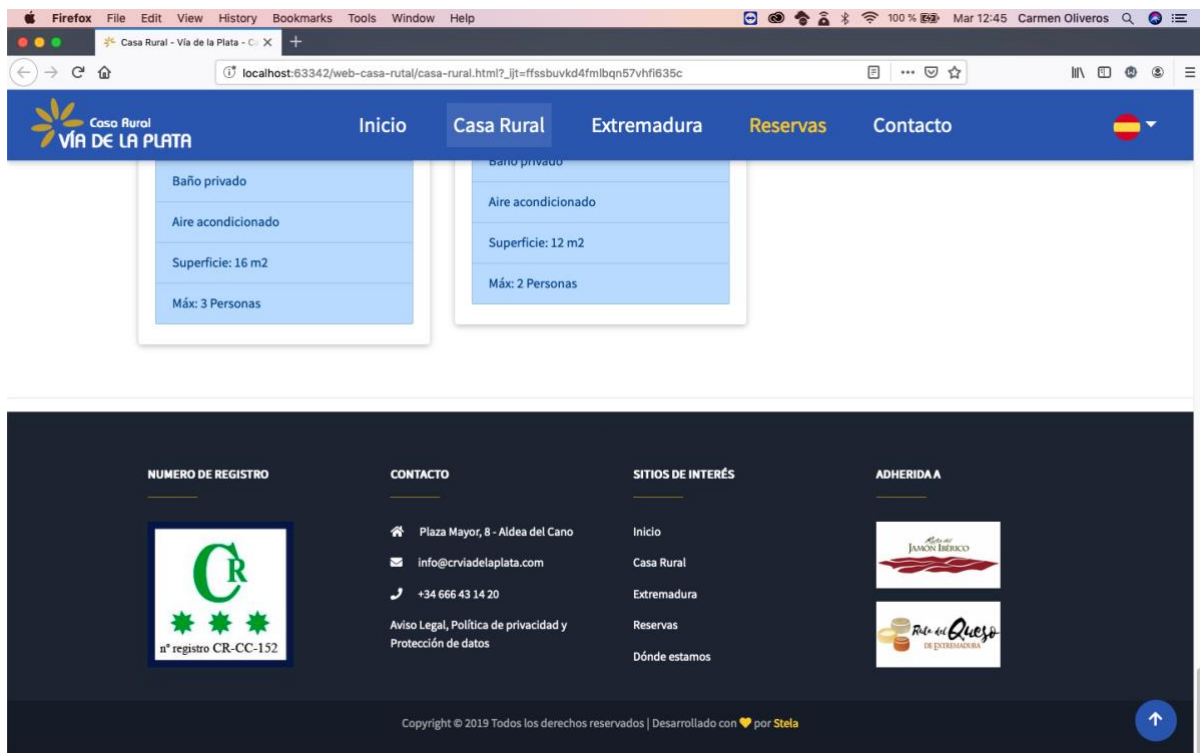 Firefox File Edit View History Bookmarks Tools Window Help 100 % Mar 12:45 Carmen Oliveros
Casa Rural - Vía de la Plata - C
localhost:63342/web-casa-rutal/casa-rural.html?_ijt=ffssbuvkd4fmlbqn57vhfi635c
Casa Rural
VÍA DE LA PLATA
Inicio Casa Rural Extremadura Reservas Contacto
Baño privado
Aire acondicionado
Superficie: 16 m2
Máx: 3 Personas
Baño privado
Aire acondicionado
Superficie: 12 m2
Máx: 2 Personas
NUMERO DE REGISTRO
CR
nº registro CR-CC-152
CONTACTO
Plaza Mayor, 8 - Aldea del Cano
info@crviadelaplata.com
+34 666 43 14 20
Aviso Legal, Política de privacidad y
Protección de datos
SITIOS DE INTERÉS
Inicio
Casa Rural
Extremadura
Reservas
Dónde estamos
ADHERIDA A
Ruta del
JAMÓN IBÉRICO
Ruta del Queso
DE EXTREMADURA
Copyright © 2019 Todos los derechos reservados | Desarrollado con 💛 por Stela